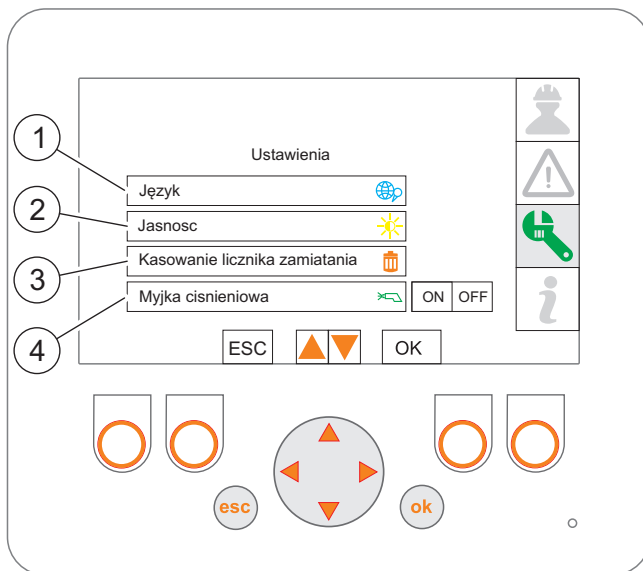 Ustawienia
1
Język
2
Jasnosc
3
Kasowanie licznika zamiatania
4
Myjka cisnieniowa ON OFF
ESC OK
esc ok